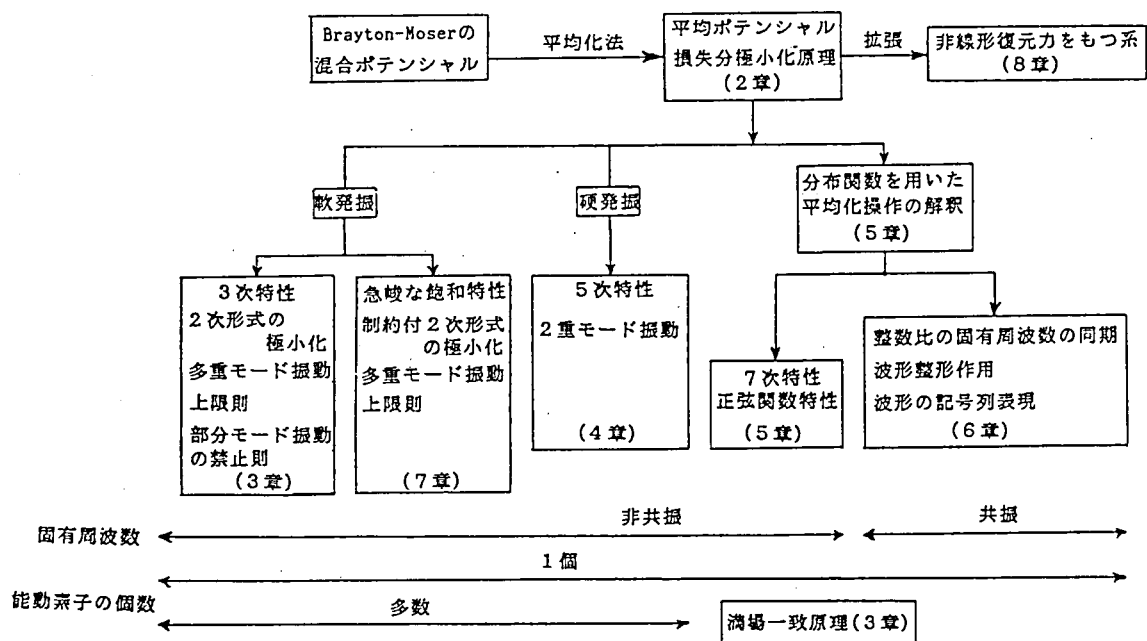 Brayton-Moserの
混合ポテンシャル
平均化法
平均ポテンシャル
損失分極小化原理
(2章)
拡張
非線形復元力をもつ系
(8章)
軟発振
硬発振
分布関数を用いた
平均化操作の解釈
(5章)
3次特性
2次形式の
極小化
多重モード振動
上限則
部分モード振動
の禁止則
(3章)
急峻な飽和特性
制約付2次形式
の極小化
多重モード振動
上限則
(7章)
5次特性
2重モード振動
(4章)
7次特性
正弦関数特性
(5章)
整数比の固有周波数の同期
波形整形作用
波形の記号列表現
(6章)
固有周波数
非共振
共振
1個
能動素子の個数
多数
満場一致原理(3章)